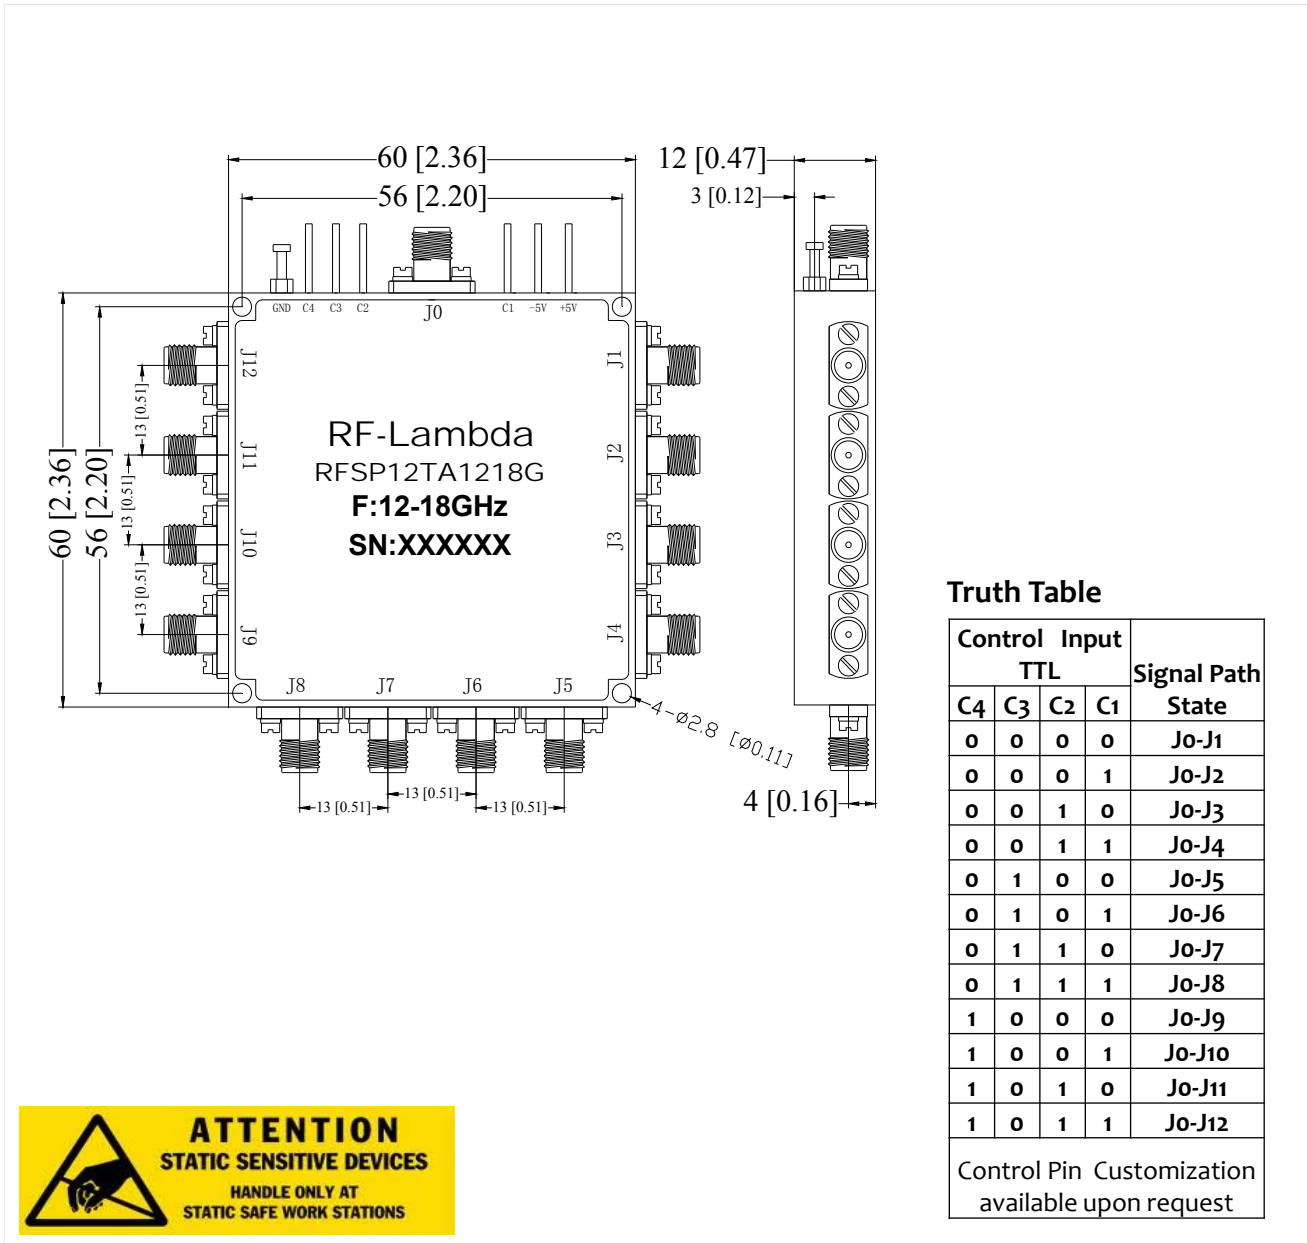 60 [2.36]
12 [0.47]
56 [2.20]
3 [0.12]
GND C4 C3 C2 J0 C1 -5V +5V
J12
J11
J10
J9
J1
J2
J3
J4
60 [2.36]
56 [2.20]
13 [0.51]
13 [0.51]
13 [0.51]
RF-Lambda
RFSP12TA1218G
F:12-18GHz
SN:XXXXXX
J8 J7 J6 J5
4-ø2.8 [ø0.11]
13 [0.51]
13 [0.51]
13 [0.51]
4 [0.16]
Truth Table
Control Input
TTL
Signal Path
State
C4 C3 C2 C1
0 0 0 0 J0-J1
0 0 0 1 J0-J2
0 0 1 0 J0-J3
0 0 1 1 J0-J4
0 1 0 0 J0-J5
0 1 0 1 J0-J6
0 1 1 0 J0-J7
0 1 1 1 J0-J8
1 0 0 0 J0-J9
1 0 0 1 J0-J10
1 0 1 0 J0-J11
1 0 1 1 J0-J12
Control Pin Customization
available upon request
ATTENTION
STATIC SENSITIVE DEVICES
HANDLE ONLY AT
STATIC SAFE WORK STATIONS